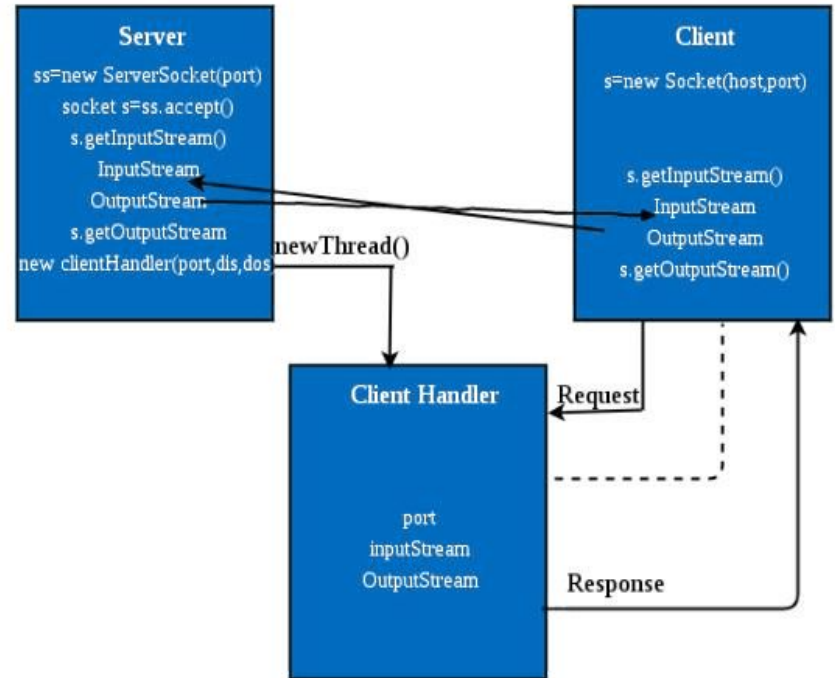 Server
ss=new ServerSocket(port)
socket s=ss.accept()
s.getInputStream()
InputStream
OutputStream
s.getOutputStream
new clientHandler(port,dis,dos)
newThread()
Client
s=new Socket(host,port)
s.getInputStream()
InputStream
OutputStream
s.getOutputStream()
Client Handler
port
inputStream
OutputStream
Request
Response